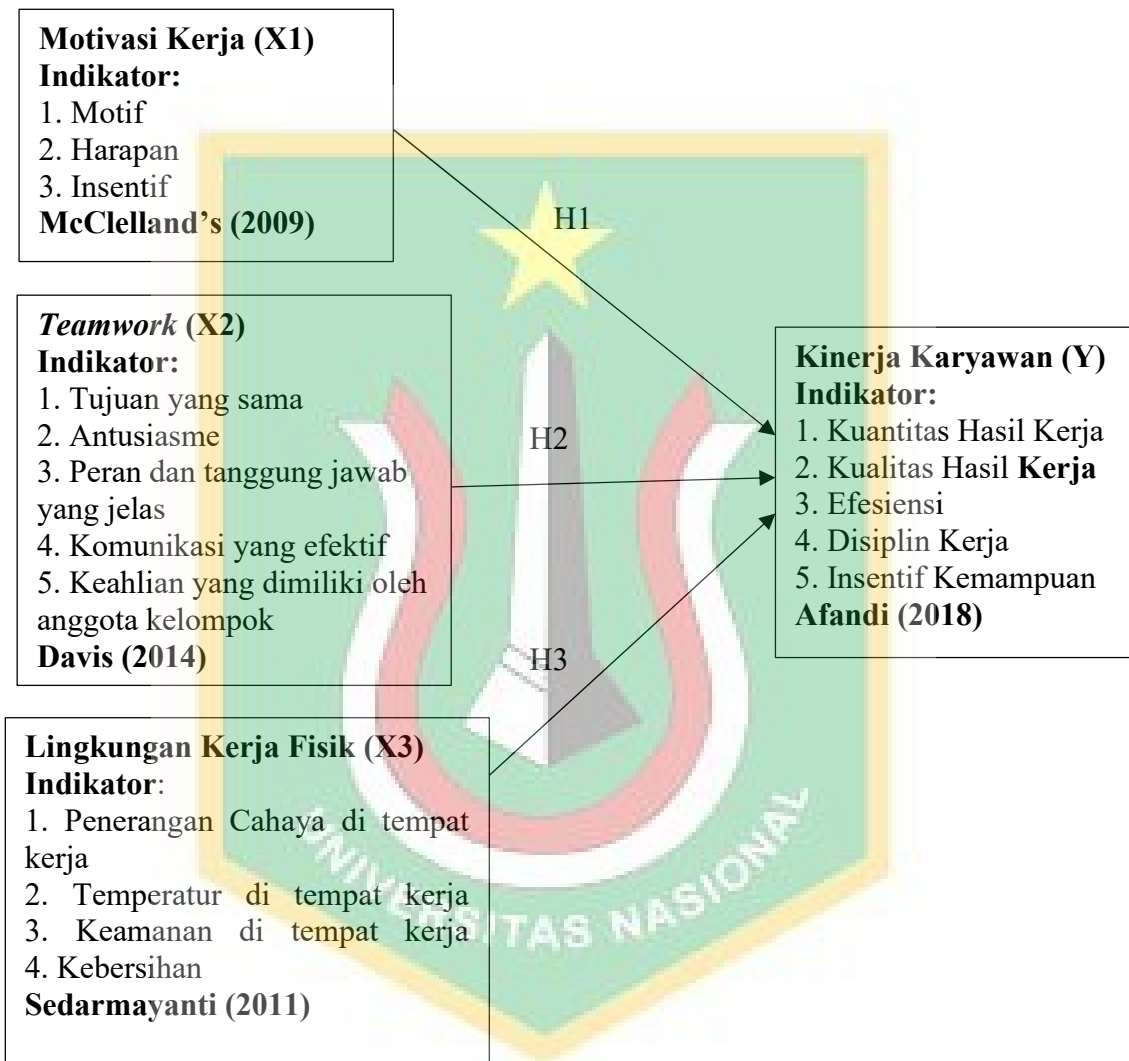 Motivasi Kerja (X1)
Indikator:
1. Motif
2. Harapan
3. Insentif
McClelland’s (2009)
H1
Teamwork (X2)
Indikator:
1. Tujuan yang sama
2. Antusiasme
3. Peran dan tanggung jawab
yang jelas
4. Komunikasi yang efektif
5. Keahlian yang dimiliki oleh
anggota kelompok
Davis (2014)
H2
Kinerja Karyawan (Y)
Indikator:
1. Kuantitas Hasil Kerja
2. Kualitas Hasil Kerja
3. Efesiensi
4. Disiplin Kerja
5. Insentif Kemampuan
Afandi (2018)
H3
Lingkungan Kerja Fisik (X3)
Indikator:
1. Penerangan Cahaya di tempat
kerja
2. Temperatur di tempat kerja
3. Keamanan di tempat kerja
4. Kebersihan
Sedarmayanti (2011)
UNIVERSITAS NASIONAL